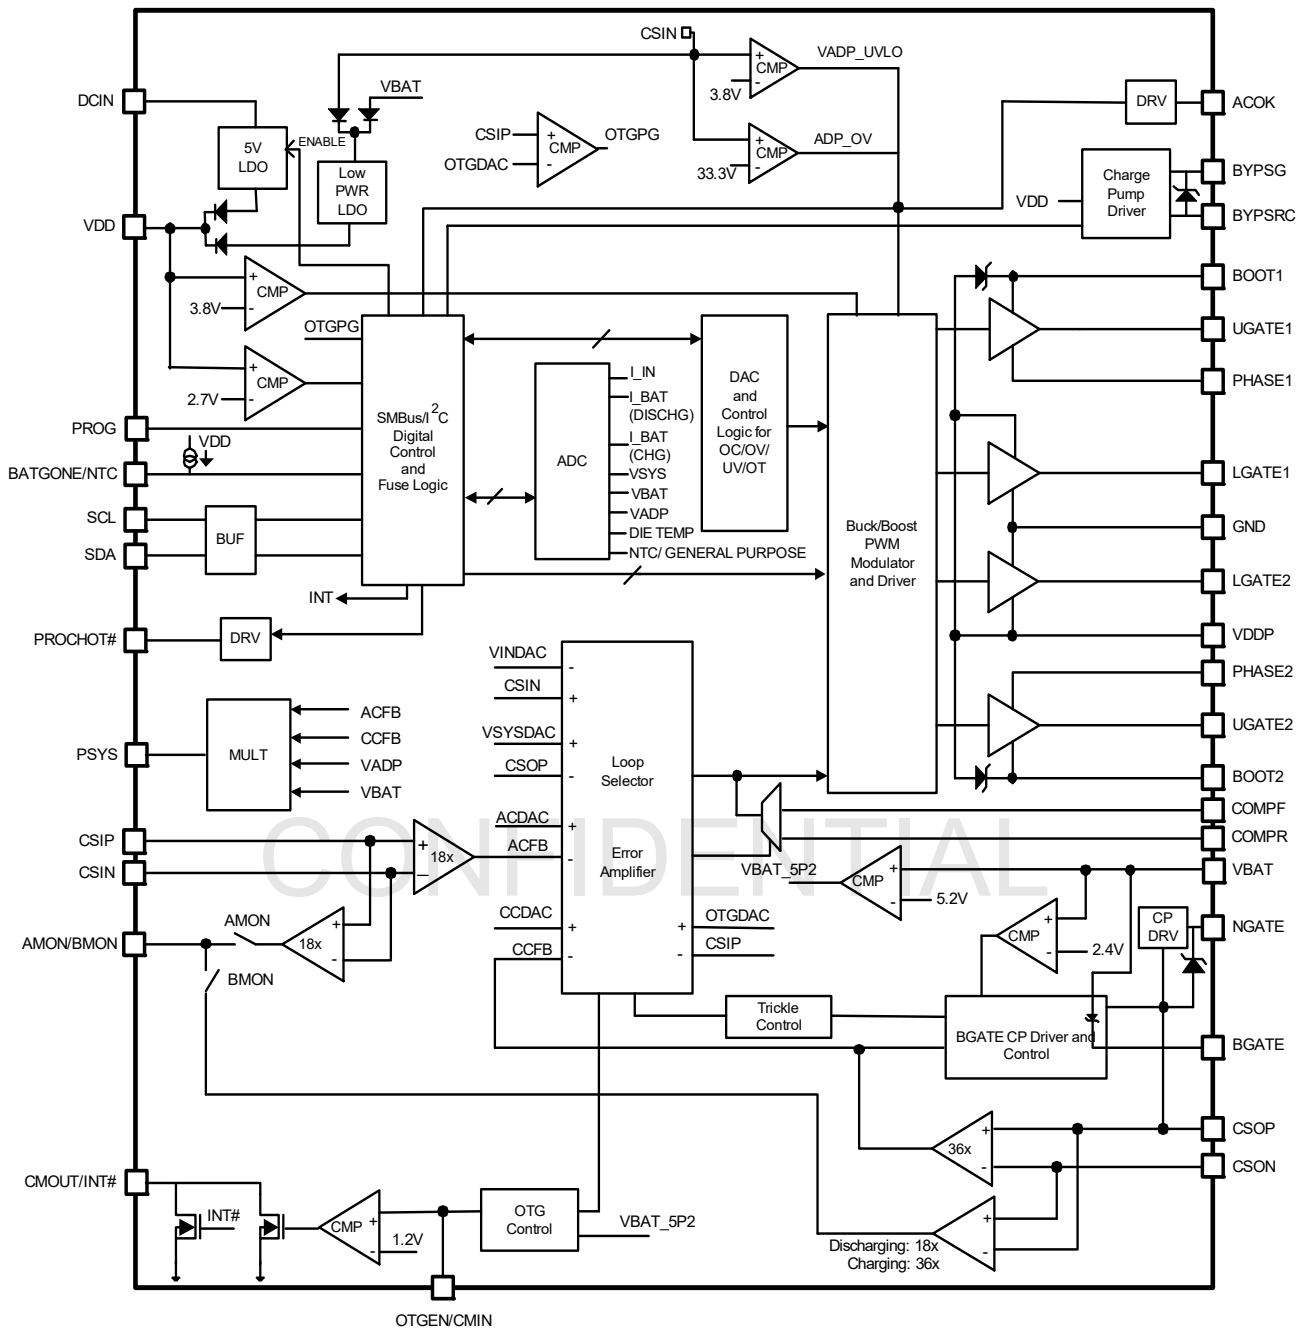 CSIN
VADP_UVLO
+
CMP
-
3.8V
VBAT
DCIN
DRV
ACOK
5V
LDO
ENABLE
CSIP
+
CMP
-
OTGPG
OTGDAC
+
CMP
-
ADP_OV
33.3V
Low
PWR
LDO
Charge
Pump
Driver
VDD
BYPSG
BYPSRC
VDD
+
CMP
-
3.8V
BOOT1
UGATE1
PHASE1
OTGPG
+
CMP
-
2.7V
SMBus/I2C
Digital
Control
and
Fuse Logic
ADC
I_IN
I_BAT
(DISCHG)
I_BAT
(CHG)
VSYS
VBAT
VADP
DIE TEMP
NTC/ GENERAL PURPOSE
DAC
and
Control
Logic for
OC/OV/
UV/OT
Buck/Boost
PWM
Modulator
and Driver
PROG
VDD
BATGONE/NTC
SCL
SDA
BUF
LGATE1
GND
LGATE2
VDDP
INT
PROCHOT#
DRV
PHASE2
UGATE2
BOOT2
VINDAC
-
CSIN
+
VSYSDAC
+
CSOP
-
ACDAC
+
ACFB
-
CCDAC
+
CCFB
-
Loop
Selector
Error
Amplifier
PSYS
MULT
ACFB
CCFB
VADP
VBAT
COMPF
COMPR
CONFIDENTIAL
CSIP
CSIN
+
18x
–
VBAT_5P2
CMP
+
-
5.2V
VBAT
OTGDAC
+
CSIP
-
CMP
+
-
2.4V
CP
DRV
NGATE
AMON/BMON
AMON
BMON
18x
+
-
Trickle
Control
BGATE CP Driver and
Control
BGATE
36x
+
-
CSOP
CSON
+
-
Discharging: 18x
Charging: 36x
CMOUT/INT#
INT#
CMP
+
-
1.2V
OTG
Control
VBAT_5P2
OTGEN/CMIN